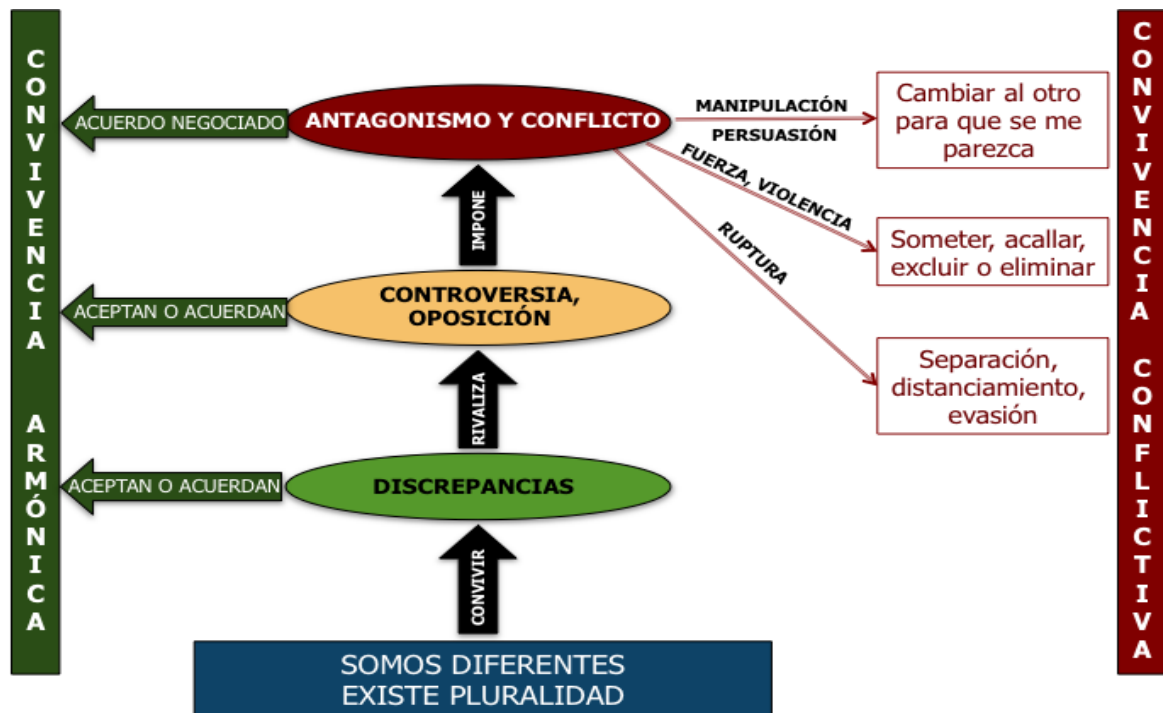 CONVIVENCIA ARMÓNICA
ACUERDO NEGOCIADO
ANTAGONISMO Y CONFLICTO
MANIPULACIÓN
PERSUASIÓN
Cambiar al otro
para que se me
parezca
FUERZA, VIOLENCIA
Someter, acallar,
excluir o eliminar
RUPTURA
Separación,
distanciamiento,
evasión
IMPONE
ACEPTAN O ACUERDAN
CONTROVERSIA,
OPOSICIÓN
RIVALIZA
ACEPTAN O ACUERDAN
DISCREPANCIAS
CONVIVIR
SOMOS DIFERENTES
EXISTE PLURALIDAD
CONVIVENCIA CONFLICTIVA